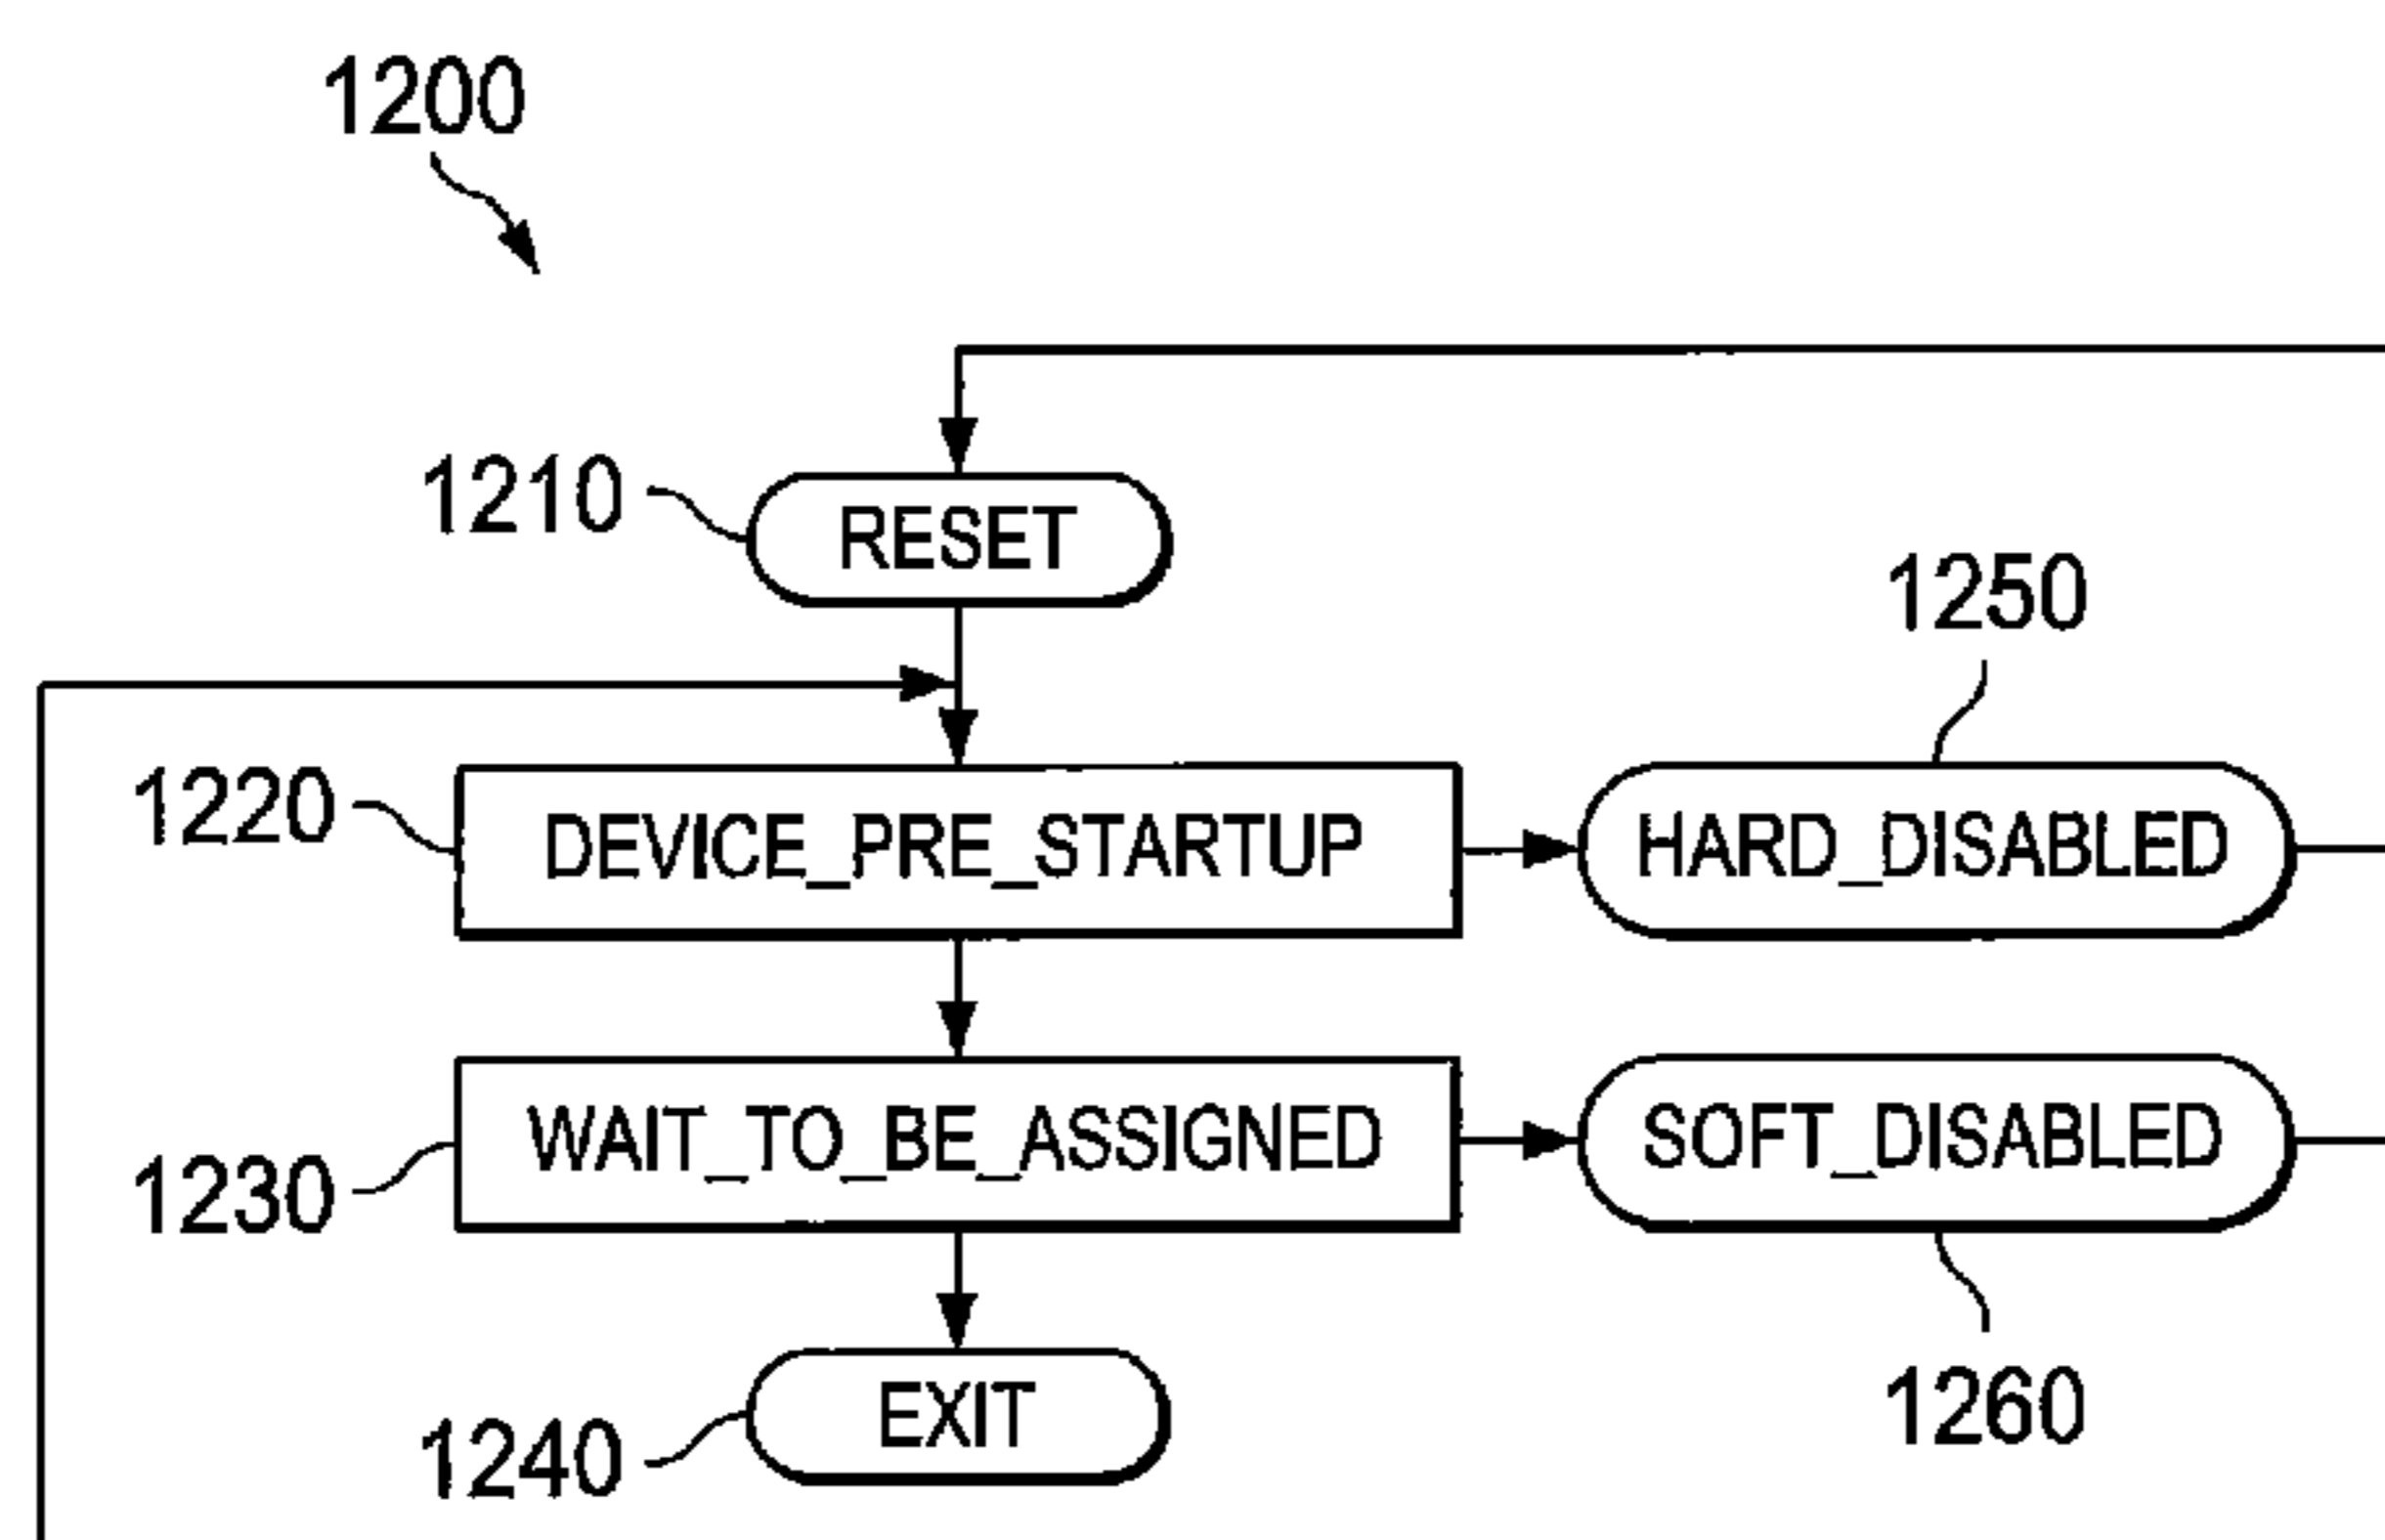 1200
1210
RESET
1250
1220
DEVICE_PRE_STARTUP
HARD_DISABLED
WAIT_TO_BE_ASSIGNED
SOFT_DISABLED
1230
EXIT
1240
1260